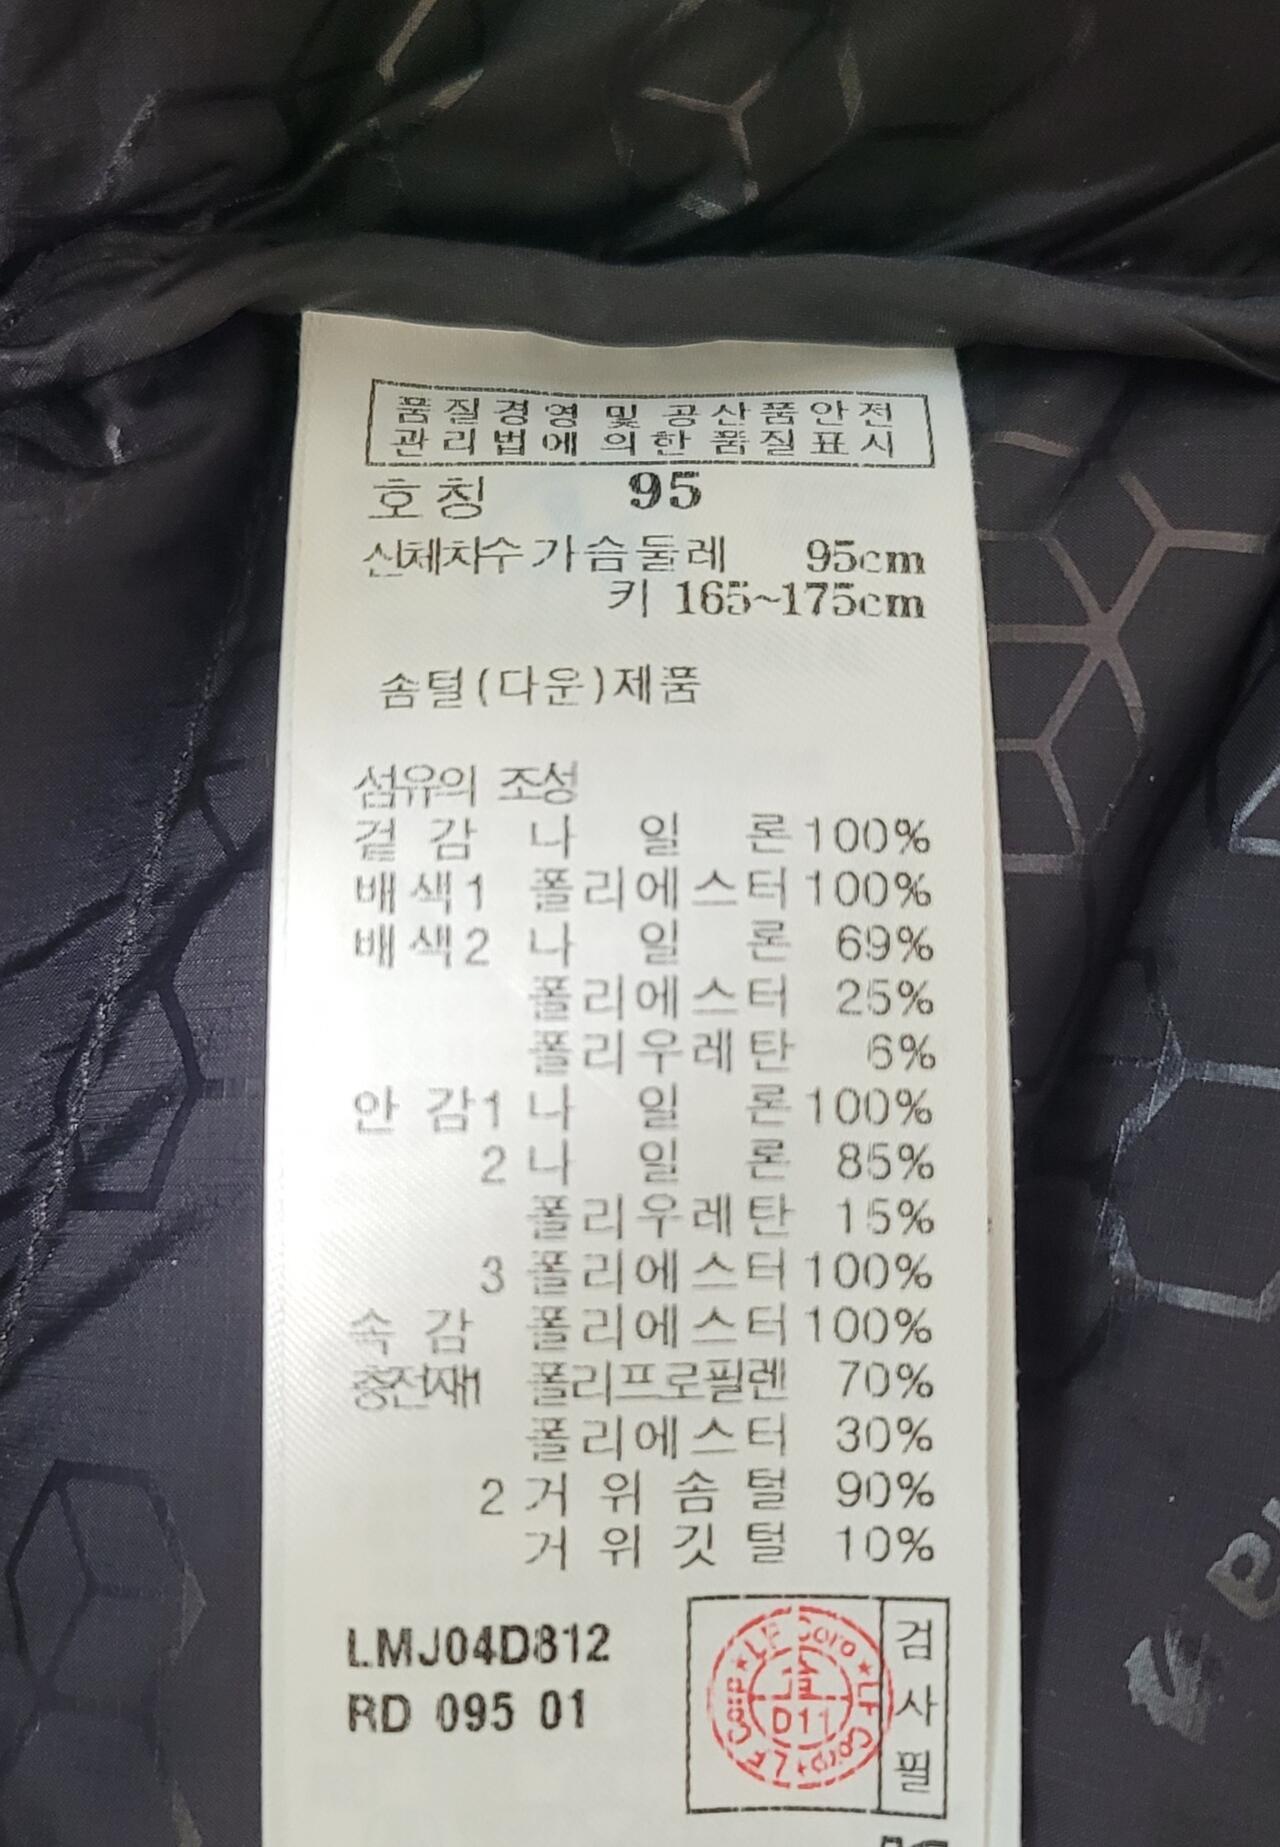 품질경영 및 공산품안전
관리법에 의한 품질표시
호칭 95
신체치수 가슴둘레 95cm
키 165~175cm
솜털(다운)제품
섬유의 조성
겉감 나일론 100%
배색1 폴리에스터 100%
배색2 나일론 69%
폴리에스터 25%
폴리우레탄 6%
안감1 나일론 100%
2 나일론 85%
폴리우레탄 15%
3 폴리에스터 100%
속감 폴리에스터 100%
충전재1 폴리프로필렌 70%
폴리에스터 30%
2 거위솜털 90%
거위깃털 10%
LMJ04D812
RD 095 01
LF Corp ★ LF Corp ★ LF Corp ★
D11
검사필